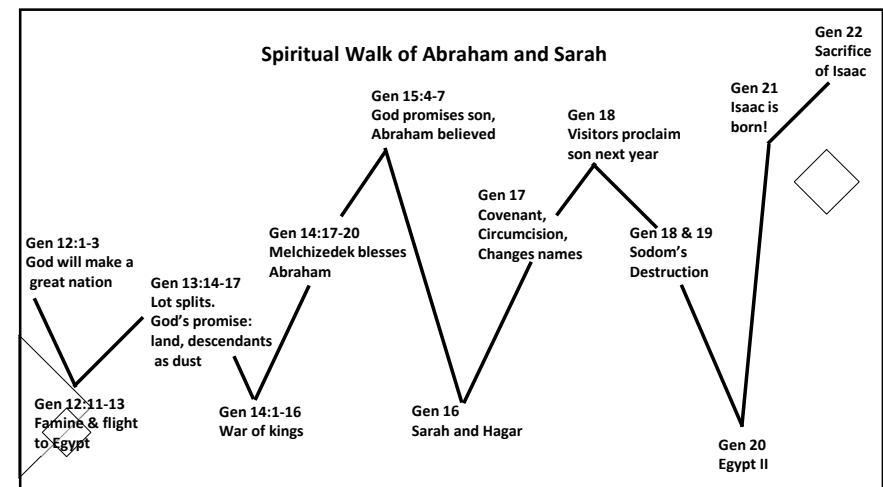 Spiritual Walk of Abraham and Sarah
Gen 12:1-3
God will make a
great nation
Gen 12:11-13
Famine & flight
to Egypt
Gen 13:14-17
Lot splits.
God’s promise:
land, descendants
as dust
Gen 14:1-16
War of kings
Gen 14:17-20
Melchizedek blesses
Abraham
Gen 15:4-7
God promises son,
Abraham believed
Gen 16
Sarah and Hagar
Gen 17
Covenant,
Circumcision,
Changes names
Gen 18
Visitors proclaim
son next year
Gen 18 & 19
Sodom’s
Destruction
Gen 20
Egypt II
Gen 21
Isaac is
born!
Gen 22
Sacrifice
of Isaac